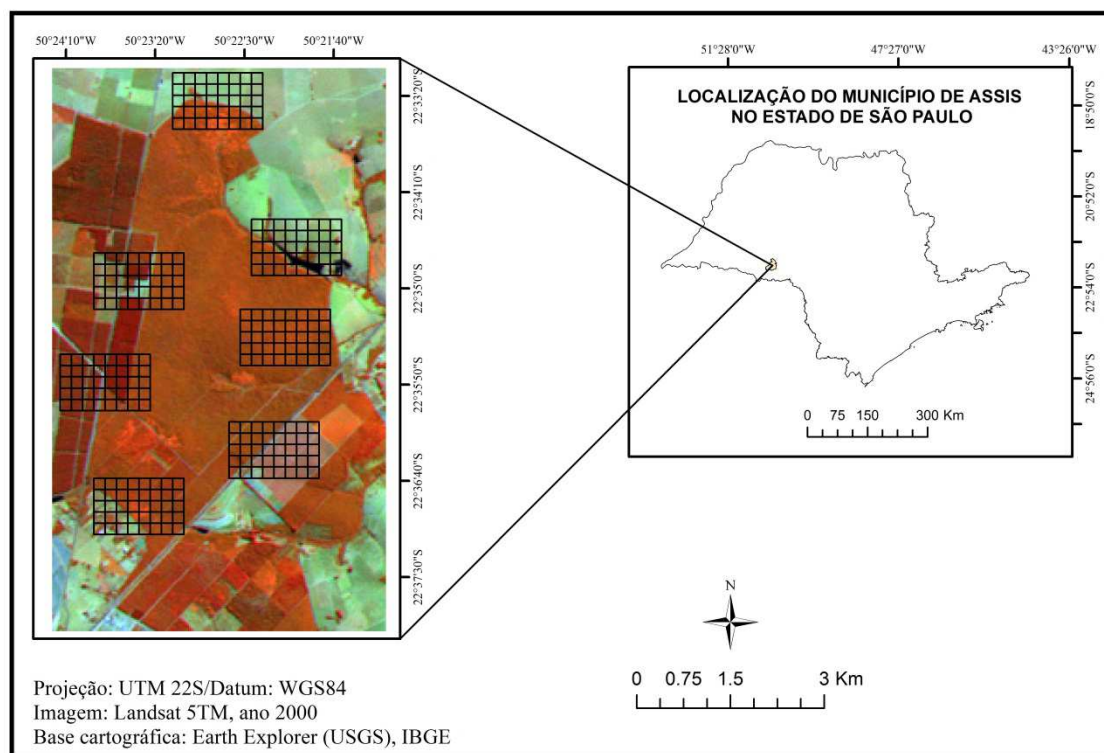 50°24'10"W 50°23'20"W 50°22'30"W 50°21'40"W
22°33'20"S
22°34'10"S
22°35'0"S
22°35'50"S
22°36'40"S
22°37'30"S
51°28'0"W 47°27'0"W 43°26'0"W
LOCALIZAÇÃO DO MUNICÍPIO DE ASSIS
NO ESTADO DE SÃO PAULO
18°50'0"S
20°52'0"S
22°54'0"S
24°56'0"S
0 75 150 300 Km
N
0 0.75 1.5 3 Km
Projeção: UTM 22S/Datum: WGS84
Imagem: Landsat 5TM, ano 2000
Base cartográfica: Earth Explorer (USGS), IBGE